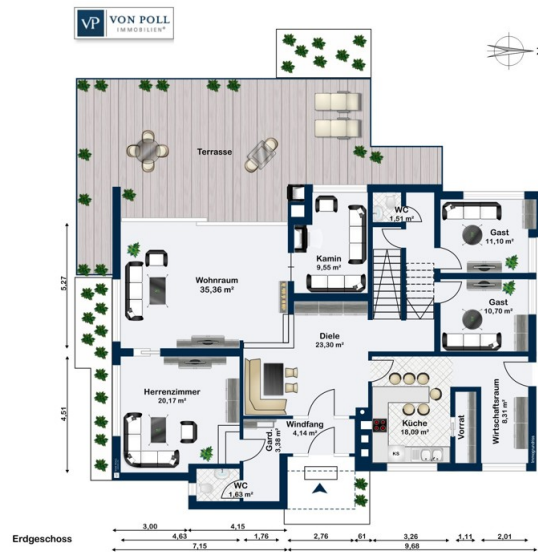 VP VON POLL
IMMOBILIEN®
Terrasse
WC
1,51 m²
Gast
11,10 m²
Kamin
9,55 m²
Wohnraum
35,36 m²
Gast
10,70 m²
Diele
23,30 m²
5,27
Herrenzimmer
20,17 m²
4,51
Gard.
3,38 m²
Windfang
4,14 m²
Küche
18,09 m²
Vorrat
Wirtschaftsraum
8,31 m²
KS
WC
1,63 m²
Erdgeschoss
3,00 4,15
4,63 1,76 2,76 61 3,26 1,11 2,01
7,15 9,68